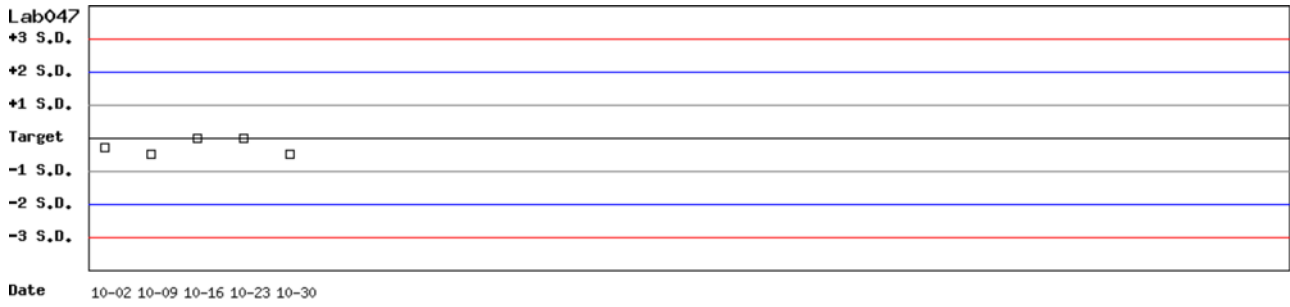 Lab047
+3 S.D.
+2 S.D.
+1 S.D.
Target
-1 S.D.
-2 S.D.
-3 S.D.
Date 10-02 10-09 10-16 10-23 10-30